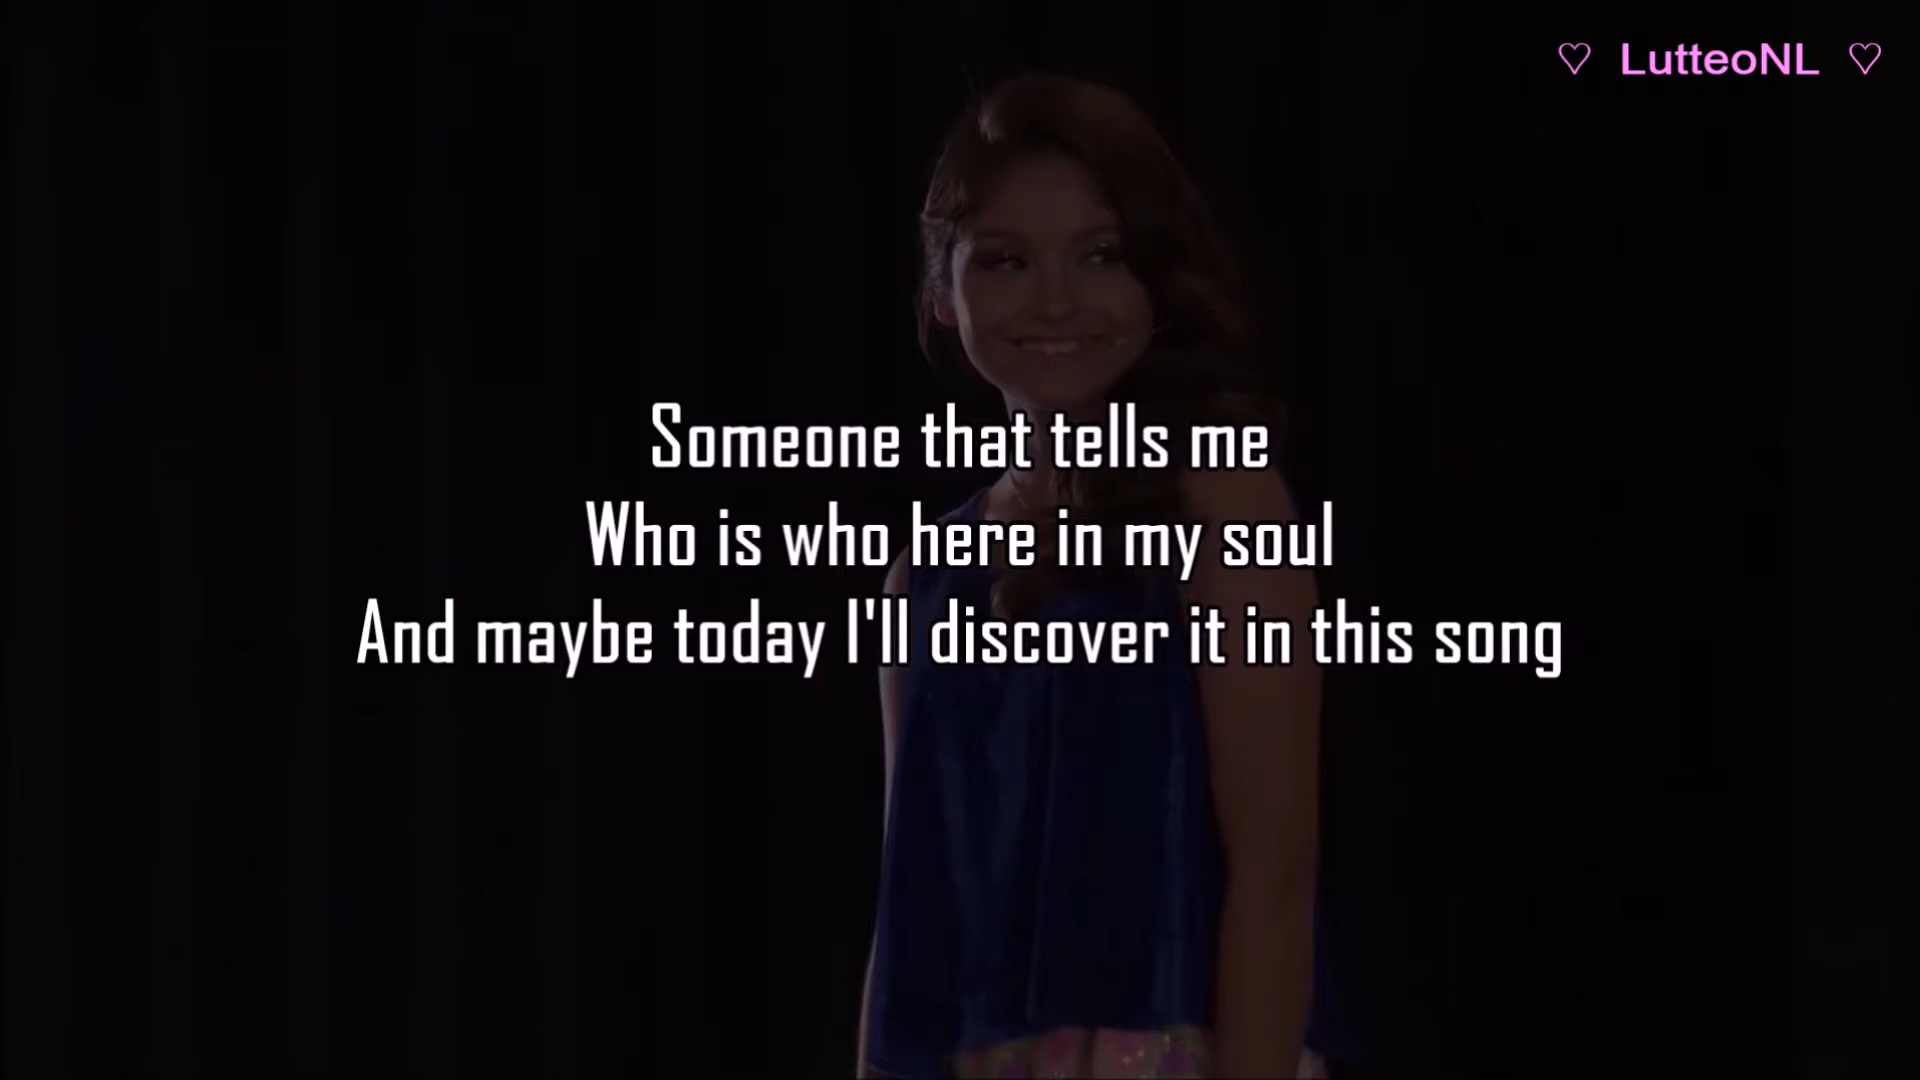 ♡ LutteoNL ♡
Someone that tells me
Who is who here in my soul
And maybe today I'll discover it in this song